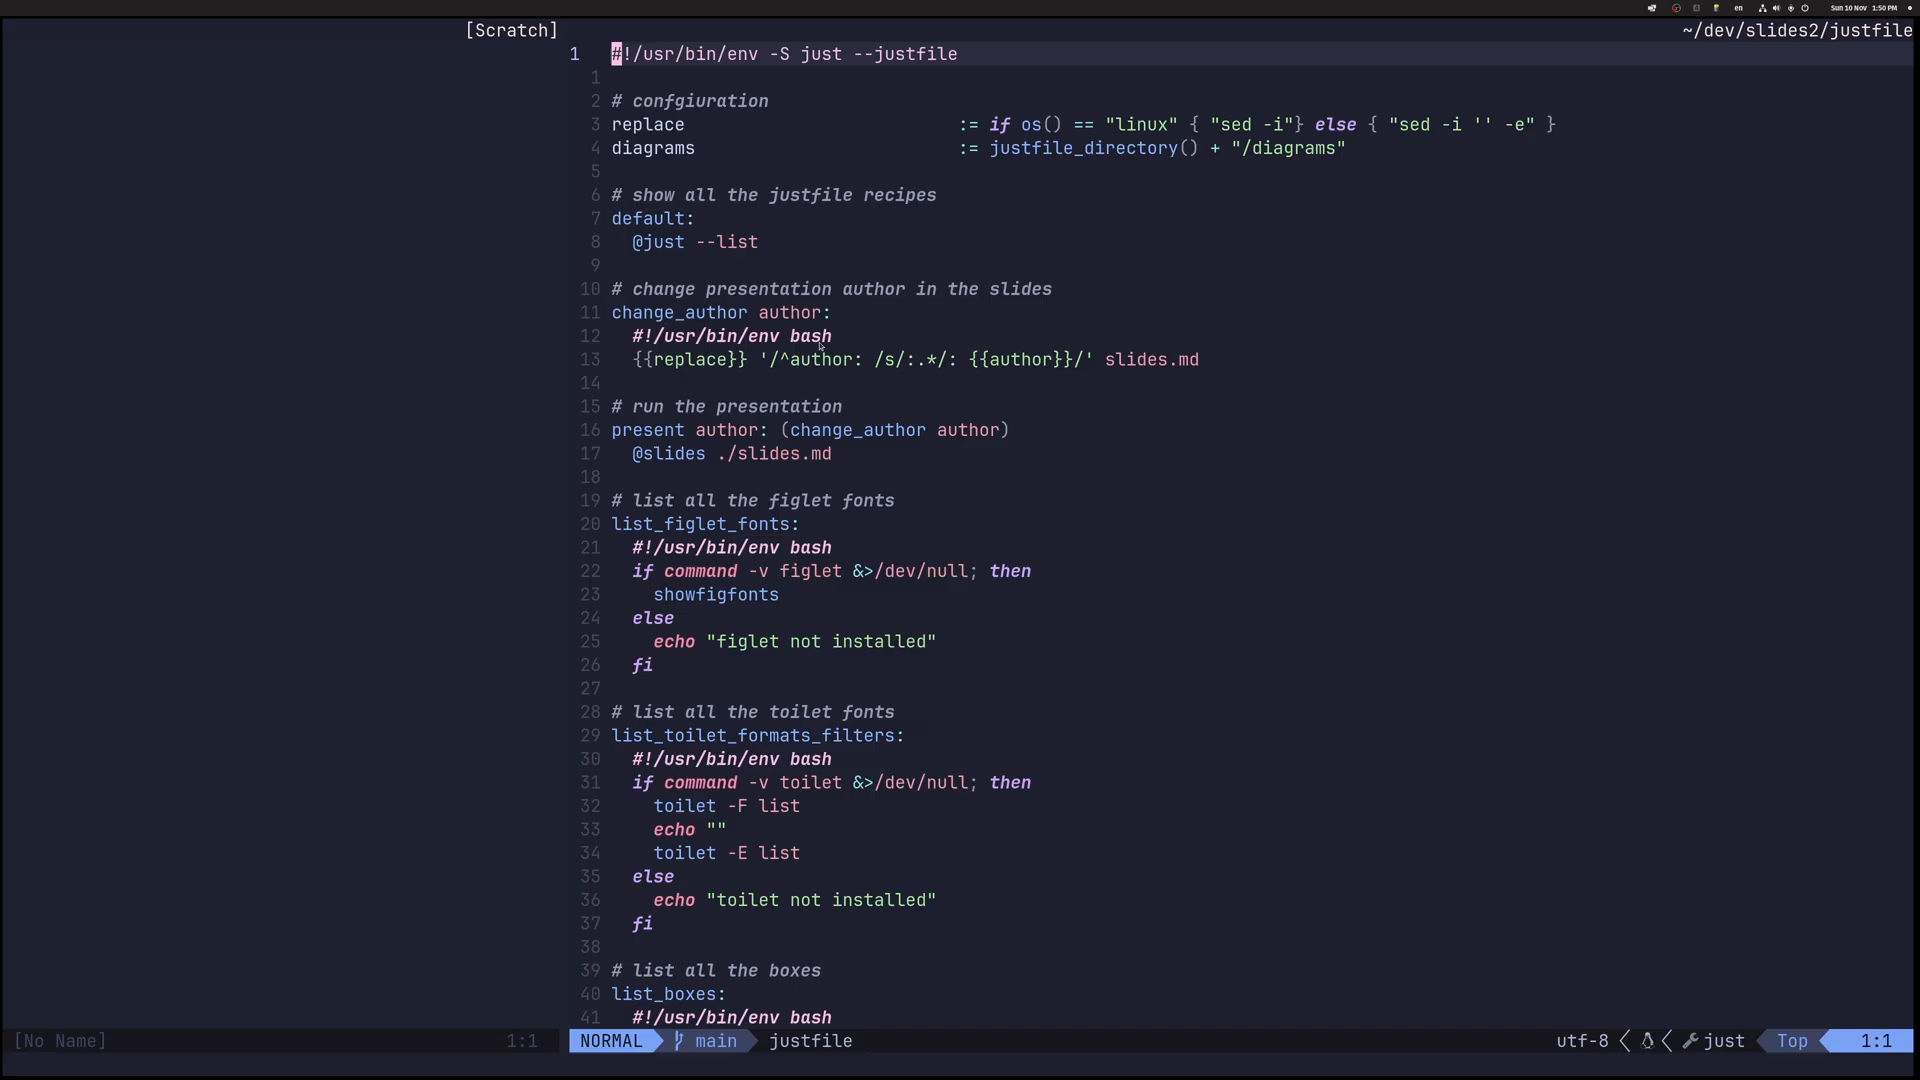 en Sun 10 Nov 1:50 PM
[Scratch] ~/dev/slides2/justfile
1 #!/usr/bin/env -S just --justfile
1
2 # confgiuration
3 replace := if os() == "linux" { "sed -i"} else { "sed -i '' -e" }
4 diagrams := justfile_directory() + "/diagrams"
5
6 # show all the justfile recipes
7 default:
8 @just --list
9
10 # change presentation author in the slides
11 change_author author:
12 #!/usr/bin/env bash
13 {{replace}} '/^author: /s/:.*/: {{author}}/' slides.md
14
15 # run the presentation
16 present author: (change_author author)
17 @slides ./slides.md
18
19 # list all the figlet fonts
20 list_figlet_fonts:
21 #!/usr/bin/env bash
22 if command -v figlet &>/dev/null; then
23 showfigfonts
24 else
25 echo "figlet not installed"
26 fi
27
28 # list all the toilet fonts
29 list_toilet_formats_filters:
30 #!/usr/bin/env bash
31 if command -v toilet &>/dev/null; then
32 toilet -F list
33 echo ""
34 toilet -E list
35 else
36 echo "toilet not installed"
37 fi
38
39 # list all the boxes
40 list_boxes:
41 #!/usr/bin/env bash
[No Name] 1:1 NORMAL main justfile utf-8 just Top 1:1